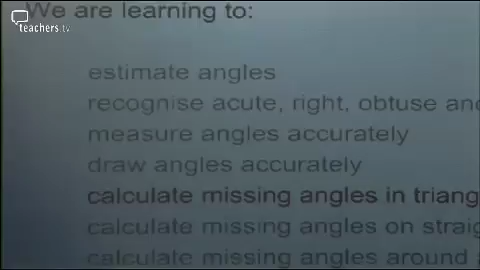 We are learning to:
teachers.tv
estimate angles
recognise acute, right, obtuse and
measure angles accurately
draw angles accurately
calculate missing angles in triang
calculate missing angles on straig
calculate missing angles around